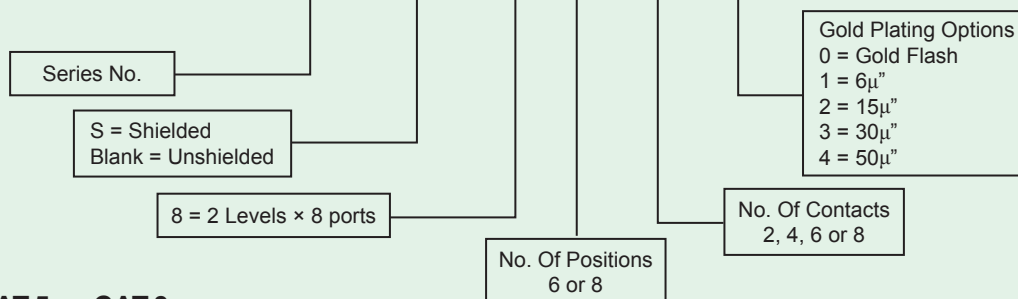 Series No.
S = Shielded
Blank = Unshielded
8 = 2 Levels × 8 ports
No. Of Positions
6 or 8
No. Of Contacts
2, 4, 6 or 8
Gold Plating Options
0 = Gold Flash
1 = 6µ”
2 = 15µ”
3 = 30µ”
4 = 50µ”